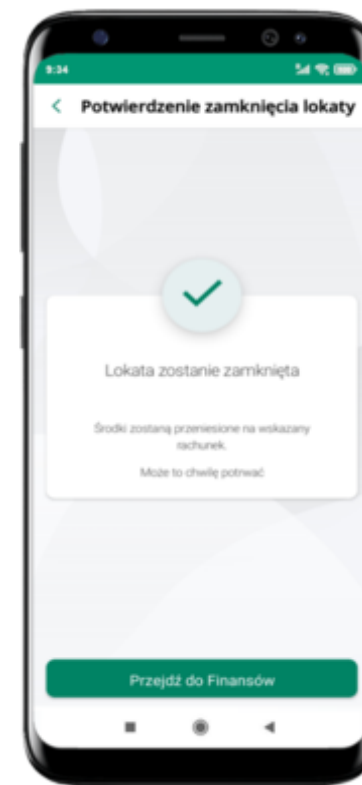 9:34
Potwierdzenie zamknięcia lokaty
Lokata zostanie zamknięta
Środki zostaną przeniesione na wskazany
rachunek.
Może to chwilę potrwać
Przejdź do Finansów